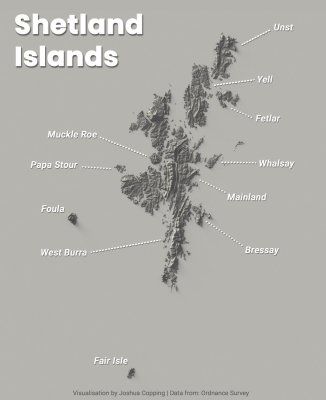 Shetland
Islands
Unst
Yell
Fetlar
Muckle Roe
Papa Stour
Whalsay
Mainland
Foula
West Burra
Bressay
Fair Isle
Visualisation by Joshua Copping | Data from: Ordnance Survey